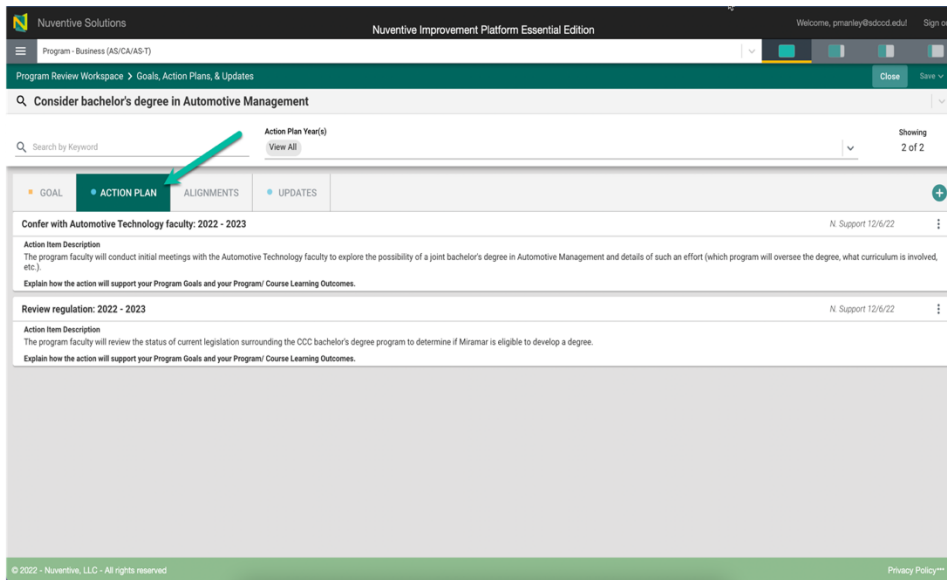 N Nuventive Solutions
Nuventive Improvement Platform Essential Edition
Welcome, pmanley@sdccd.edu! Sign
Program - Business (AS/CA/AS-T)
Program Review Workspace > Goals, Action Plans, & Updates
Close Save
Consider bachelor's degree in Automotive Management
Search by Keyword
Action Plan Year(s)
View All
Showing
2 of 2
GOAL ACTION PLAN ALIGNMENTS UPDATES
Confer with Automotive Technology faculty: 2022 - 2023 N. Support 12/6/22
Action Item Description
The program faculty will conduct initial meetings with the Automotive Technology faculty to explore the possibility of a joint bachelor's degree in Automotive Management and details of such an effort (which program will oversee the degree, what curriculum is involved,
etc.).
Explain how the action will support your Program Goals and your Program/ Course Learning Outcomes.
Review regulation: 2022 - 2023 N. Support 12/6/22
Action Item Description
The program faculty will review the status of current legislation surrounding the CCC bachelor's degree program to determine if Miramar is eligible to develop a degree.
Explain how the action will support your Program Goals and your Program/ Course Learning Outcomes.
© 2022 - Nuventive, LLC - All rights reserved Privacy Policy